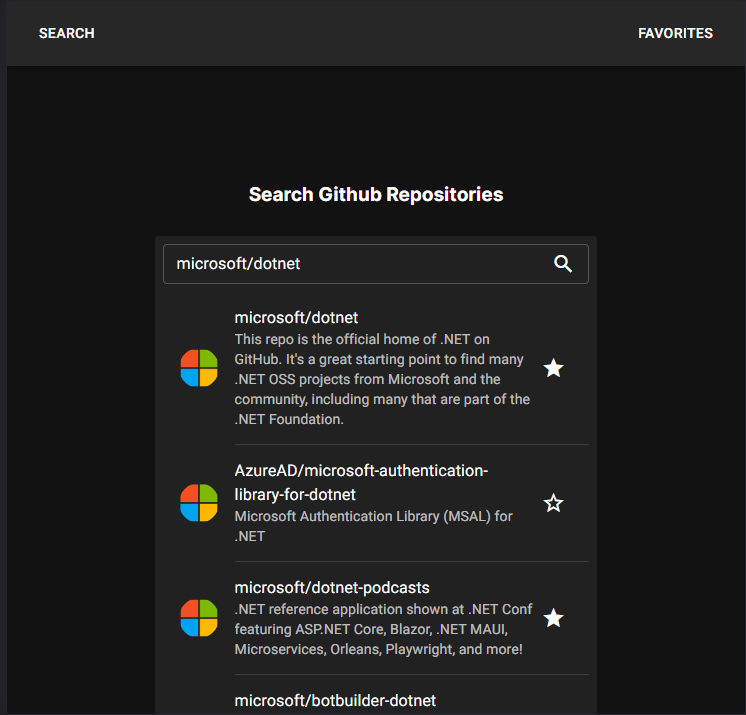 SEARCH
FAVORITES
Search Github Repositories
microsoft/dotnet
microsoft/dotnet
This repo is the official home of .NET on
GitHub. It's a great starting point to find many
.NET OSS projects from Microsoft and the
community, including many that are part of the
.NET Foundation.
AzureAD/microsoft-authentication-
library-for-dotnet
Microsoft Authentication Library (MSAL) for
.NET
microsoft/dotnet-podcasts
.NET reference application shown at .NET Conf
featuring ASP.NET Core, Blazor, .NET MAUI,
Microservices, Orleans, Playwright, and more!
microsoft/botbuilder-dotnet